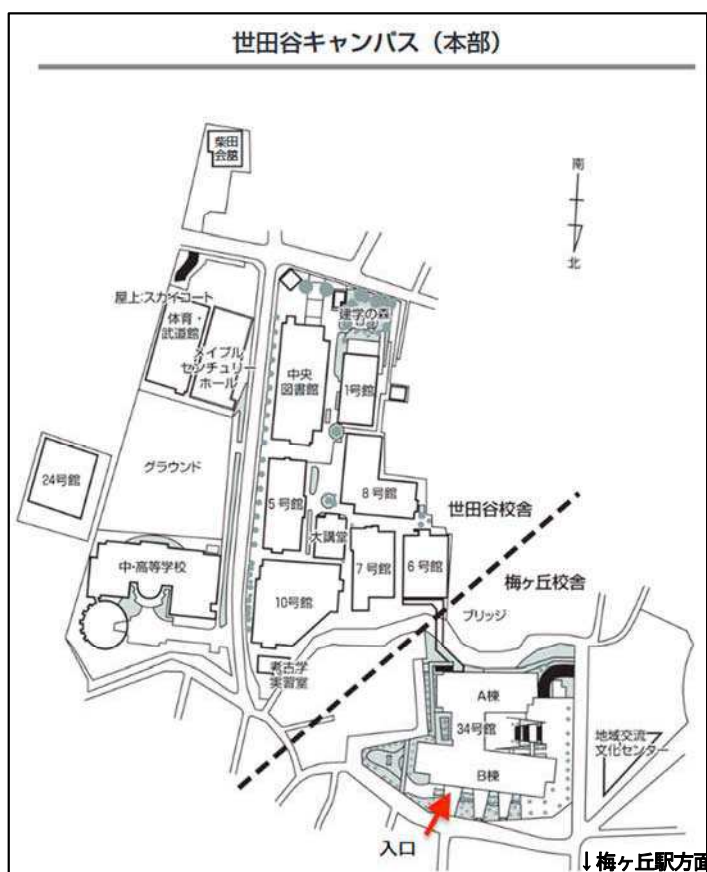 世田谷キャンパス（本部）
柴田
会館
南
北
屋上:スカイコート
体育・
武道館
メイプル
センチュリー
ホール
建学の森
中央
図書館
1号館
24号館
グラウンド
5号館
8号館
大講堂
世田谷校舎
中・高等学校
7号館
6号館
梅ヶ丘校舎
10号館
ブリッジ
考古学
実習室
A棟
34号館
地域交流
文化センター
B棟
入口
↓梅ヶ丘駅方面